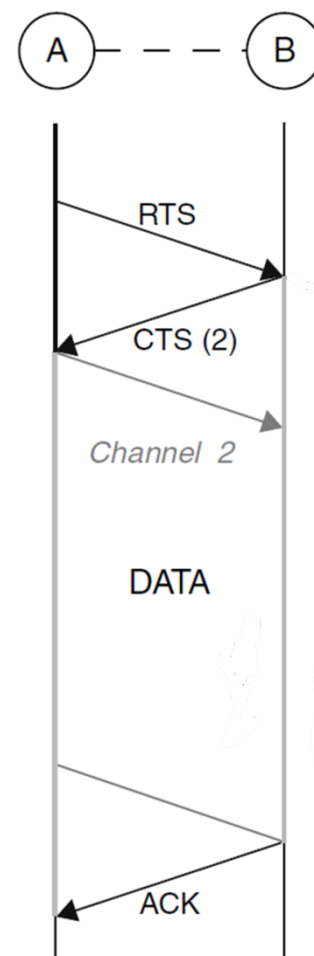 A B
RTS
CTS (2)
Channel 2
DATA
ACK